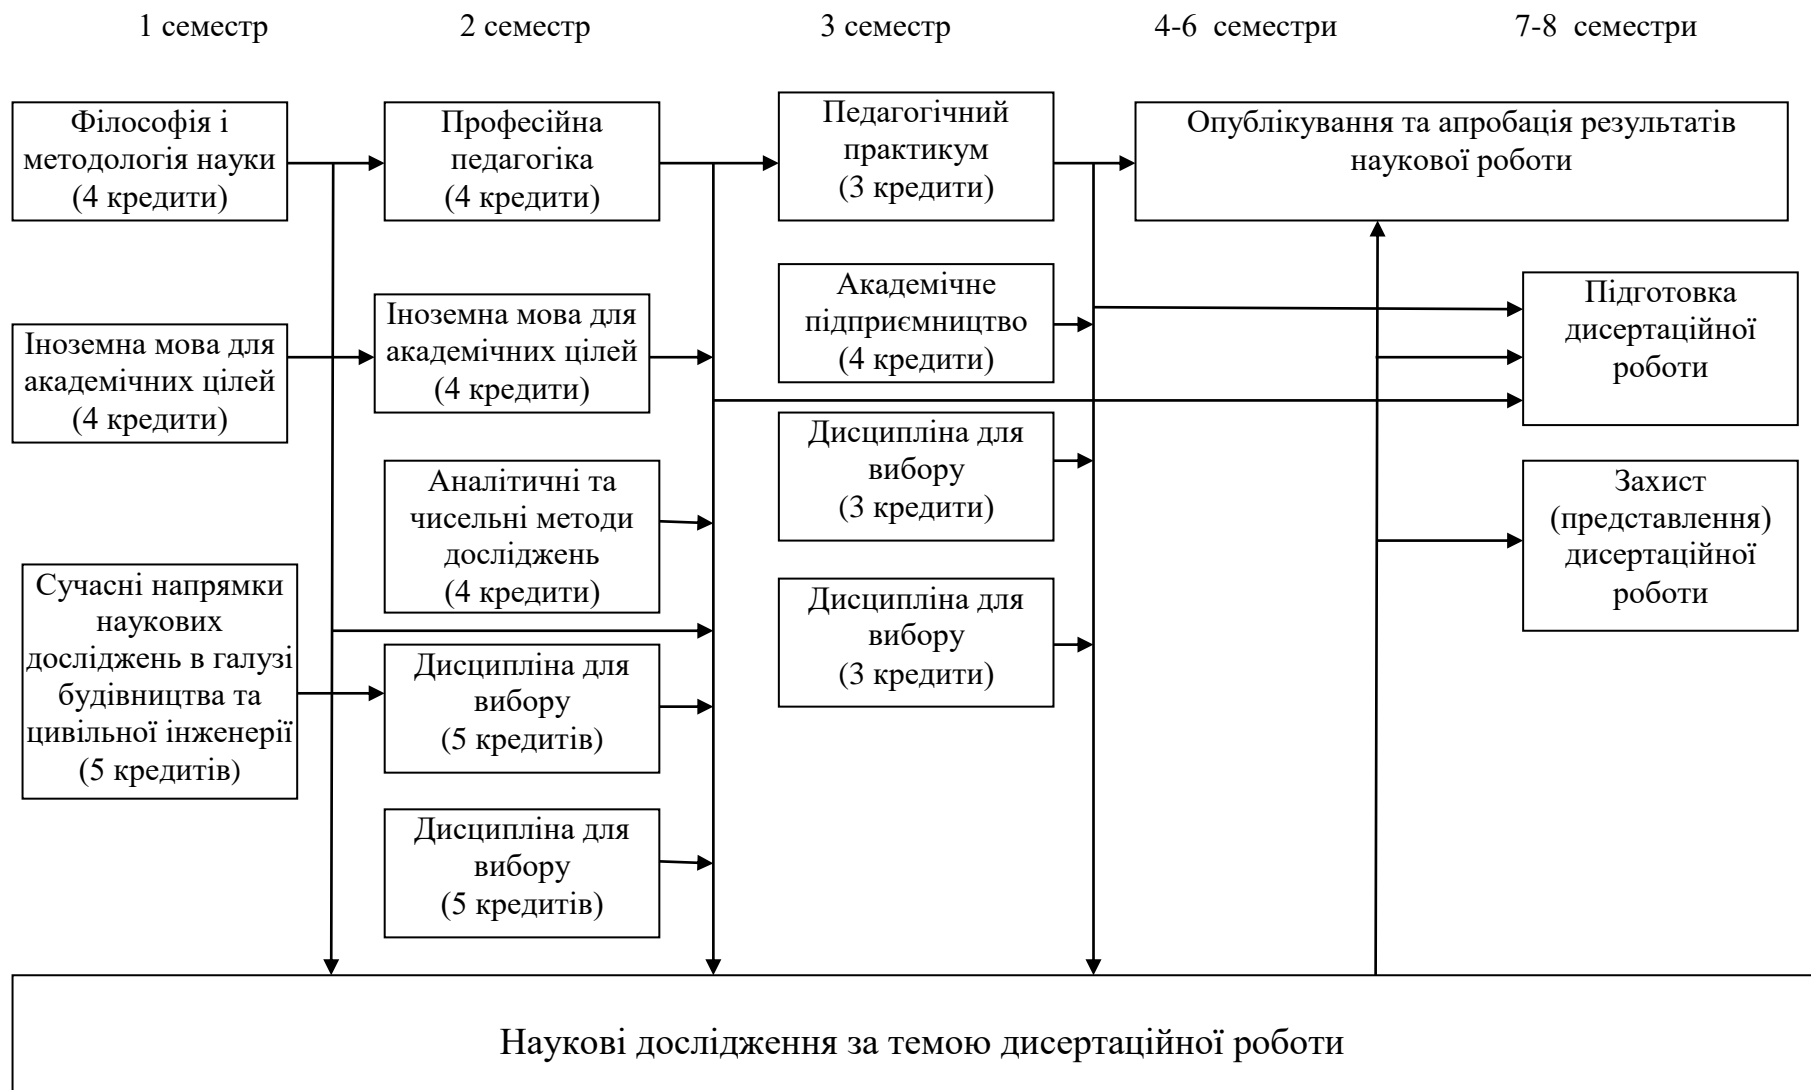 1 семестр
2 семестр
3 семестр
4-6 семестри
7-8 семестри
Філософія і
методологія науки
(4 кредити)
Іноземна мова для
академічних цілей
(4 кредити)
Сучасні напрямки
наукових
досліджень в галузі
будівництва та
цивільної інженерії
(5 кредитів)
Професійна
педагогіка
(4 кредити)
Іноземна мова для
академічних цілей
(4 кредити)
Аналітичні та
чисельні методи
досліджень
(4 кредити)
Дисципліна для
вибору
(5 кредитів)
Дисципліна для
вибору
(5 кредитів)
Педагогічний
практикум
(3 кредити)
Академічне
підприємництво
(4 кредити)
Дисципліна для
вибору
(3 кредити)
Дисципліна для
вибору
(3 кредити)
Опублікування та апробація результатів
наукової роботи
Підготовка
дисертаційної
роботи
Захист
(представлення)
дисертаційної
роботи
Наукові дослідження за темою дисертаційної роботи